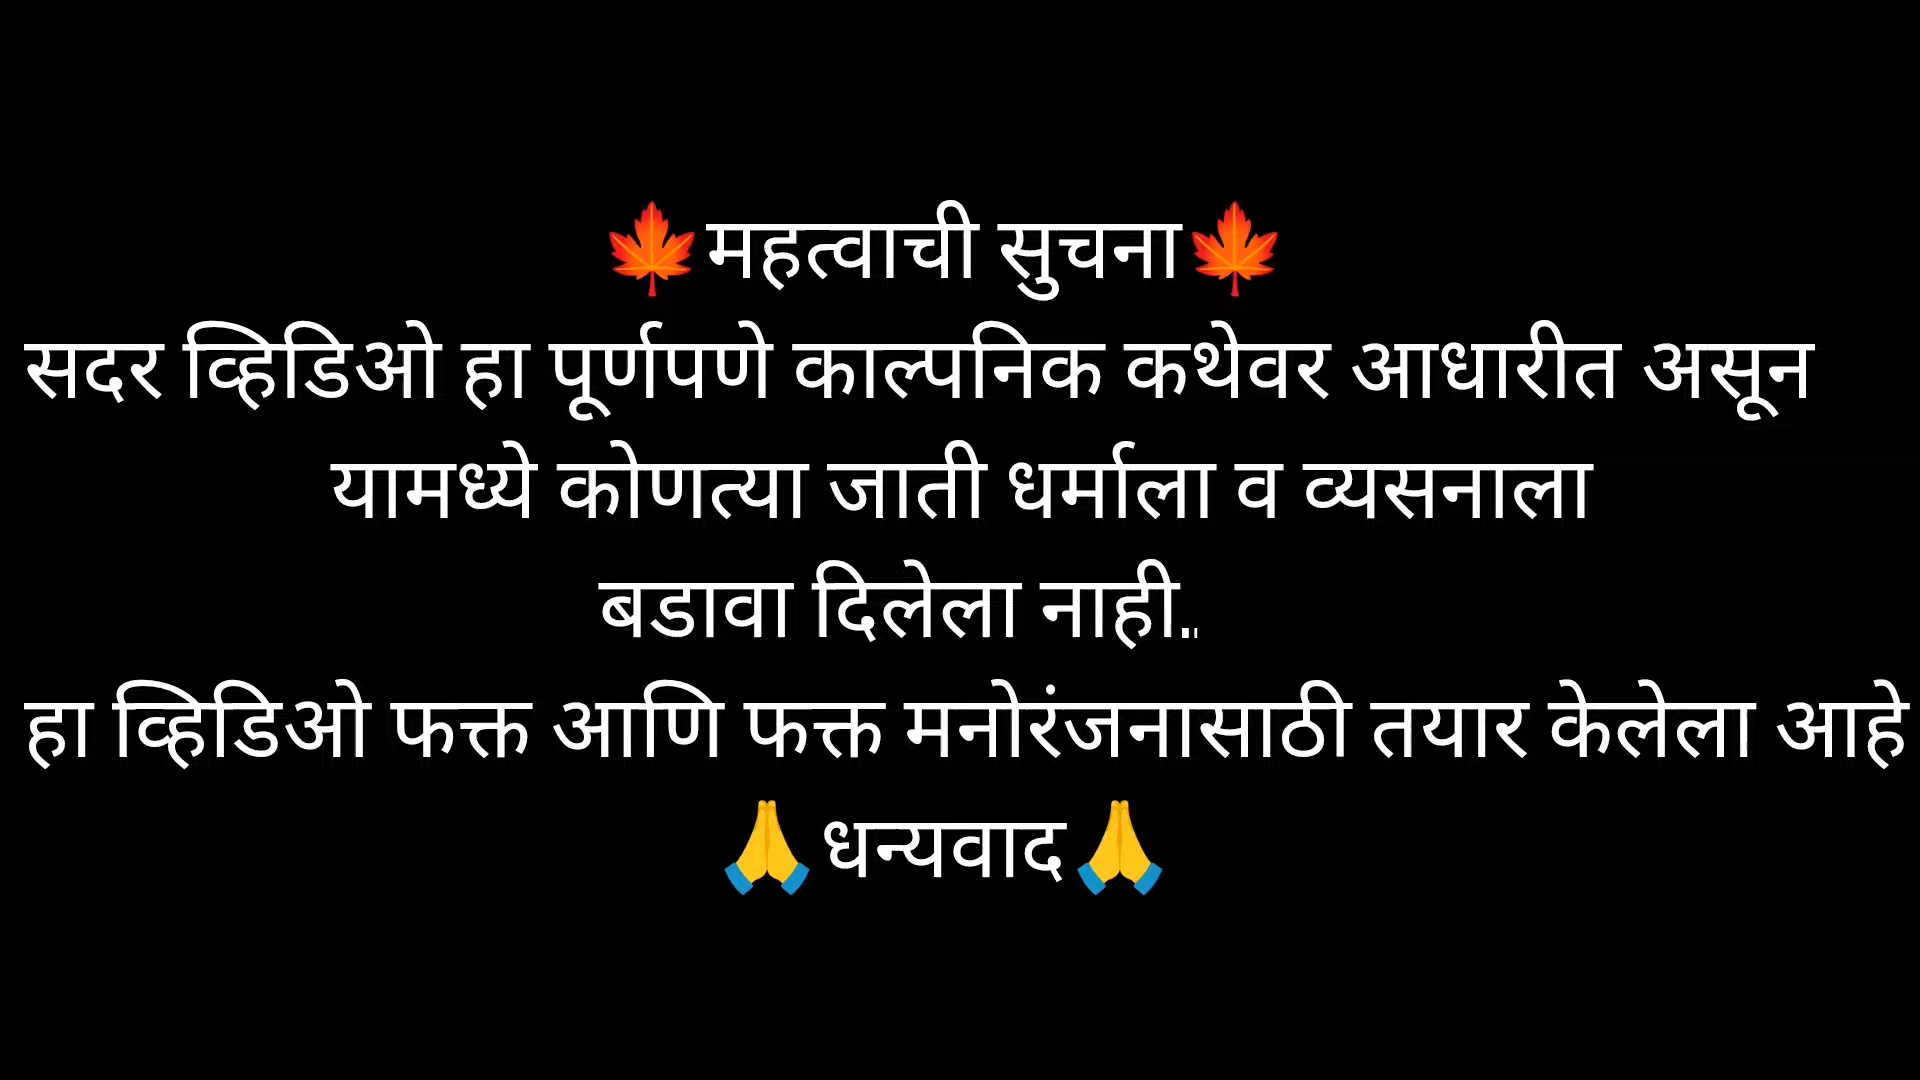 🍁महत्वाची सुचना🍁
सदर व्हिडिओ हा पूर्णपणे काल्पनिक कथेवर आधारीत असून
यामध्ये कोणत्या जाती धर्माला व व्यसनाला
बडावा दिलेला नाही..
हा व्हिडिओ फक्त आणि फक्त मनोरंजनासाठी तयार केलेला आहे
🙏धन्यवाद🙏